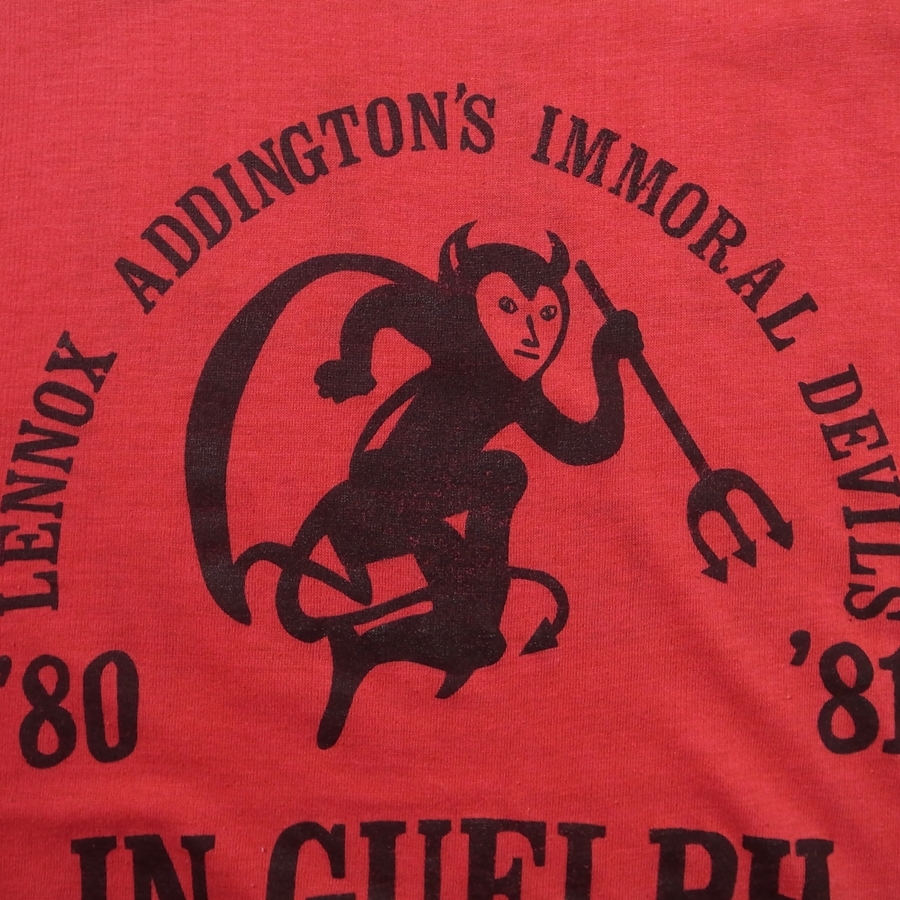 LENNOX ADDINGTON'S IMMORAL DEVILS
'80 '81
IN GUELPH